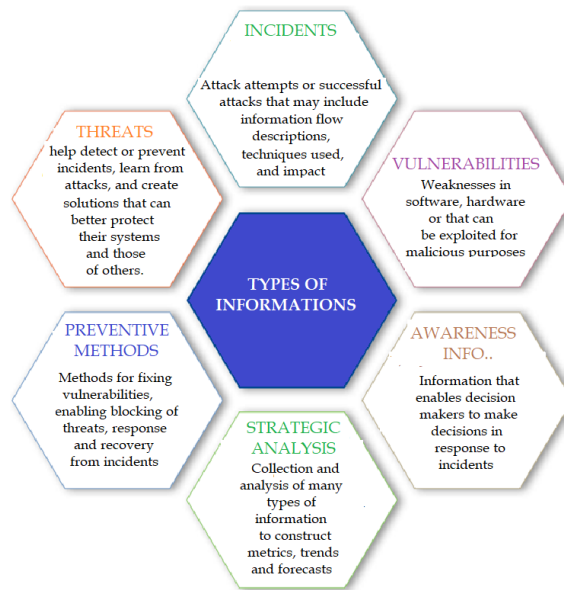 INCIDENTS
Attack attempts or successful
attacks that may include
information flow
descriptions,
techniques used,
and impact
THREATS
help detect or prevent
incidents, learn from
attacks, and create
solutions that can
better protect
their systems
and those
of others.
VULNERABILITIES
Weaknesses in
software, hardware
or that can
be exploited for
malicious purposes
TYPES OF
INFORMATIONS
PREVENTIVE
METHODS
Methods for fixing
vulnerabilities,
enabling blocking of
threats, response
and recovery
from incidents
AWARENESS
INFO..
Information that
enables decision
makers to make
decisions in
response to
incidents
STRATEGIC
ANALYSIS
Collection and
analysis of many
types of
information
to construct
metrics, trends
and forecasts